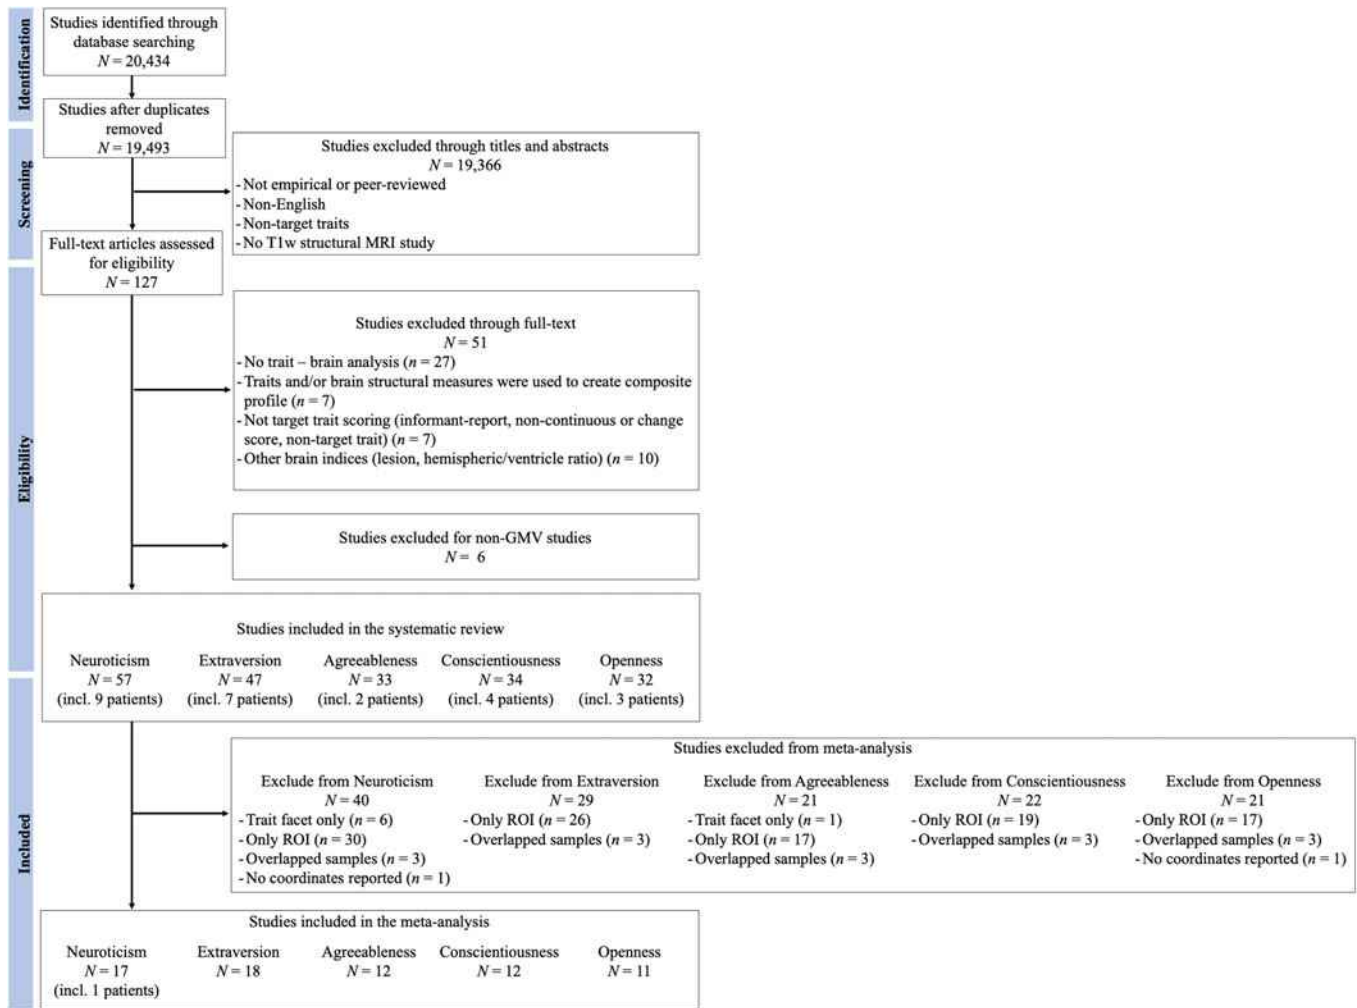 Identification
Studies identified through
database searching
N = 20,434
Studies after duplicates
removed
N = 19,493
Screening
Studies excluded through titles and abstracts
N = 19,366
- Not empirical or peer-reviewed
- Non-English
- Non-target traits
- No T1w structural MRI study
Full-text articles assessed
for eligibility
N = 127
Eligibility
Studies excluded through full-text
N = 51
- No trait – brain analysis (n = 27)
- Traits and/or brain structural measures were used to create composite
profile (n = 7)
- Not target trait scoring (informant-report, non-continuous or change
score, non-target trait) (n = 7)
- Other brain indices (lesion, hemispheric/ventricle ratio) (n = 10)
Studies excluded for non-GMV studies
N = 6
Studies included in the systematic review
Neuroticism
N = 57
(incl. 9 patients)
Extraversion
N = 47
(incl. 7 patients)
Agreeableness
N = 33
(incl. 2 patients)
Conscientiousness
N = 34
(incl. 4 patients)
Openness
N = 32
(incl. 3 patients)
Included
Studies excluded from meta-analysis
Exclude from Neuroticism
N = 40
- Trait facet only (n = 6)
- Only ROI (n = 30)
- Overlapped samples (n = 3)
- No coordinates reported (n = 1)
Exclude from Extraversion
N = 29
- Only ROI (n = 26)
- Overlapped samples (n = 3)
Exclude from Agreeableness
N = 21
- Trait facet only (n = 1)
- Only ROI (n = 17)
- Overlapped samples (n = 3)
Exclude from Conscientiousness
N = 22
- Only ROI (n = 19)
- Overlapped samples (n = 3)
Exclude from Openness
N = 21
- Only ROI (n = 17)
- Overlapped samples (n = 3)
- No coordinates reported (n = 1)
Studies included in the meta-analysis
Neuroticism
N = 17
(incl. 1 patients)
Extraversion
N = 18
Agreeableness
N = 12
Conscientiousness
N = 12
Openness
N = 11